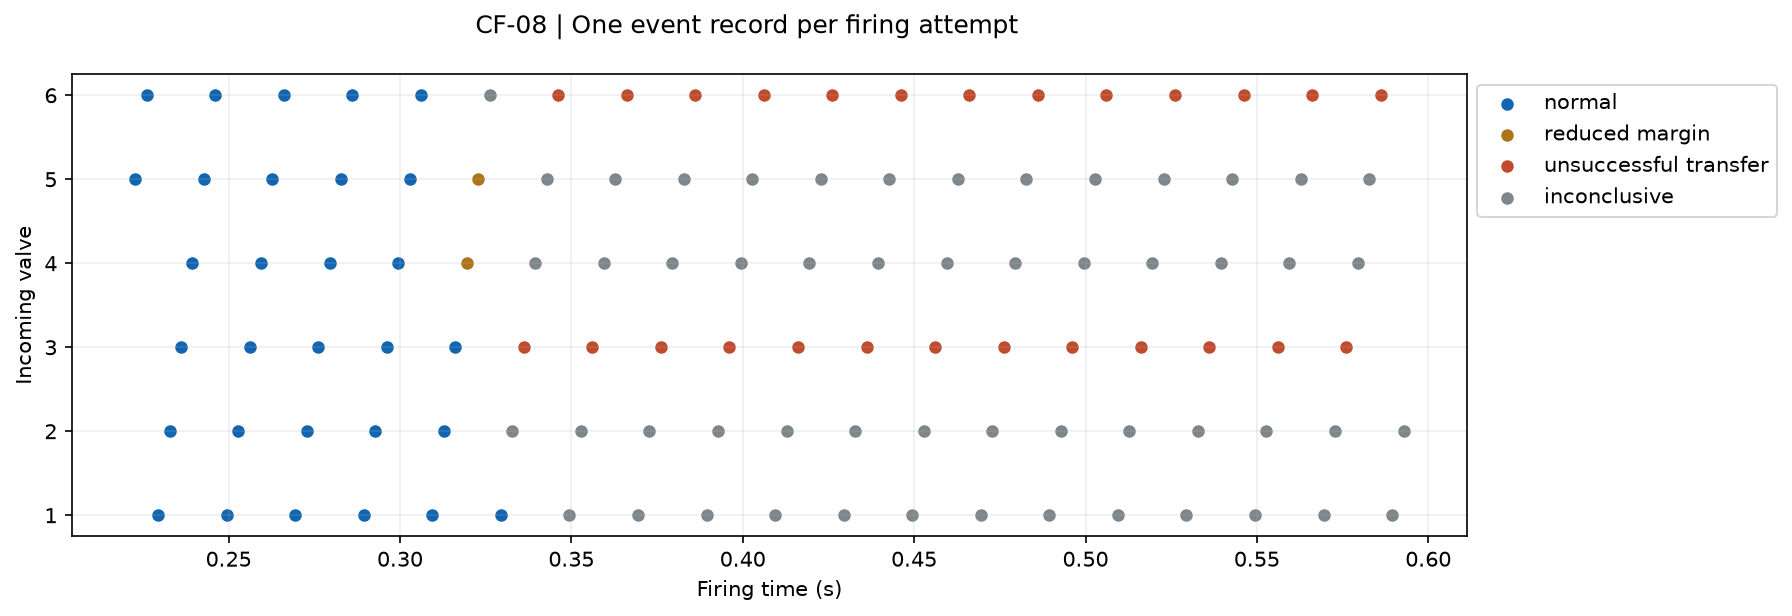 CF-08 | One event record per firing attempt
normal
reduced margin
unsuccessful transfer
inconclusive
Incoming valve
6
5
4
3
2
1
0.25 0.30 0.35 0.40 0.45 0.50 0.55 0.60
Firing time (s)